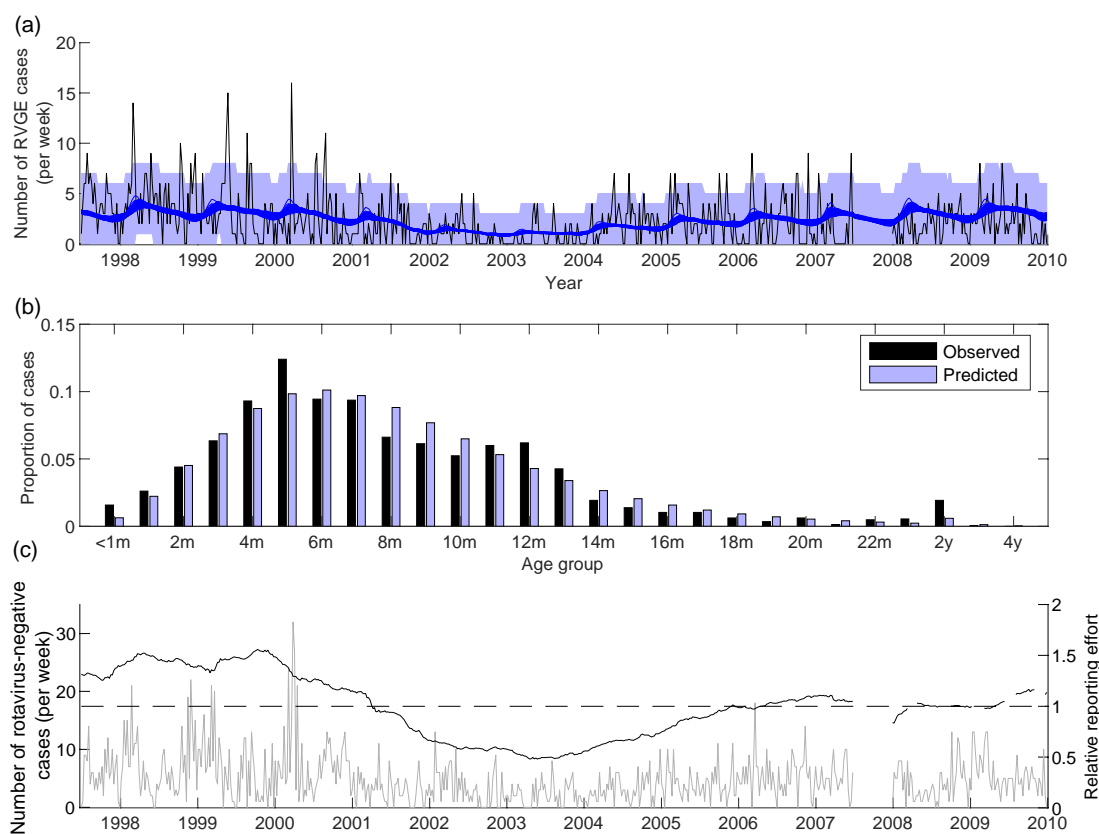 (a)
Number of RVGE cases
(per week)
20
15
10
5
0
1998 1999 2000 2001 2002 2003 2004 2005 2006 2007 2008 2009 2010
Year
(b)
Proportion of cases
0.15
0.1
0.05
0
Observed
Predicted
<1m 2m 4m 6m 8m 10m 12m 14m 16m 18m 20m 22m 2y 4y
Age group
(c)
Number of rotavirus-negative
cases (per week)
30
20
10
0
2
1.5
1
0.5
0
Relative reporting effort
1998 1999 2000 2001 2002 2003 2004 2005 2006 2007 2008 2009 2010